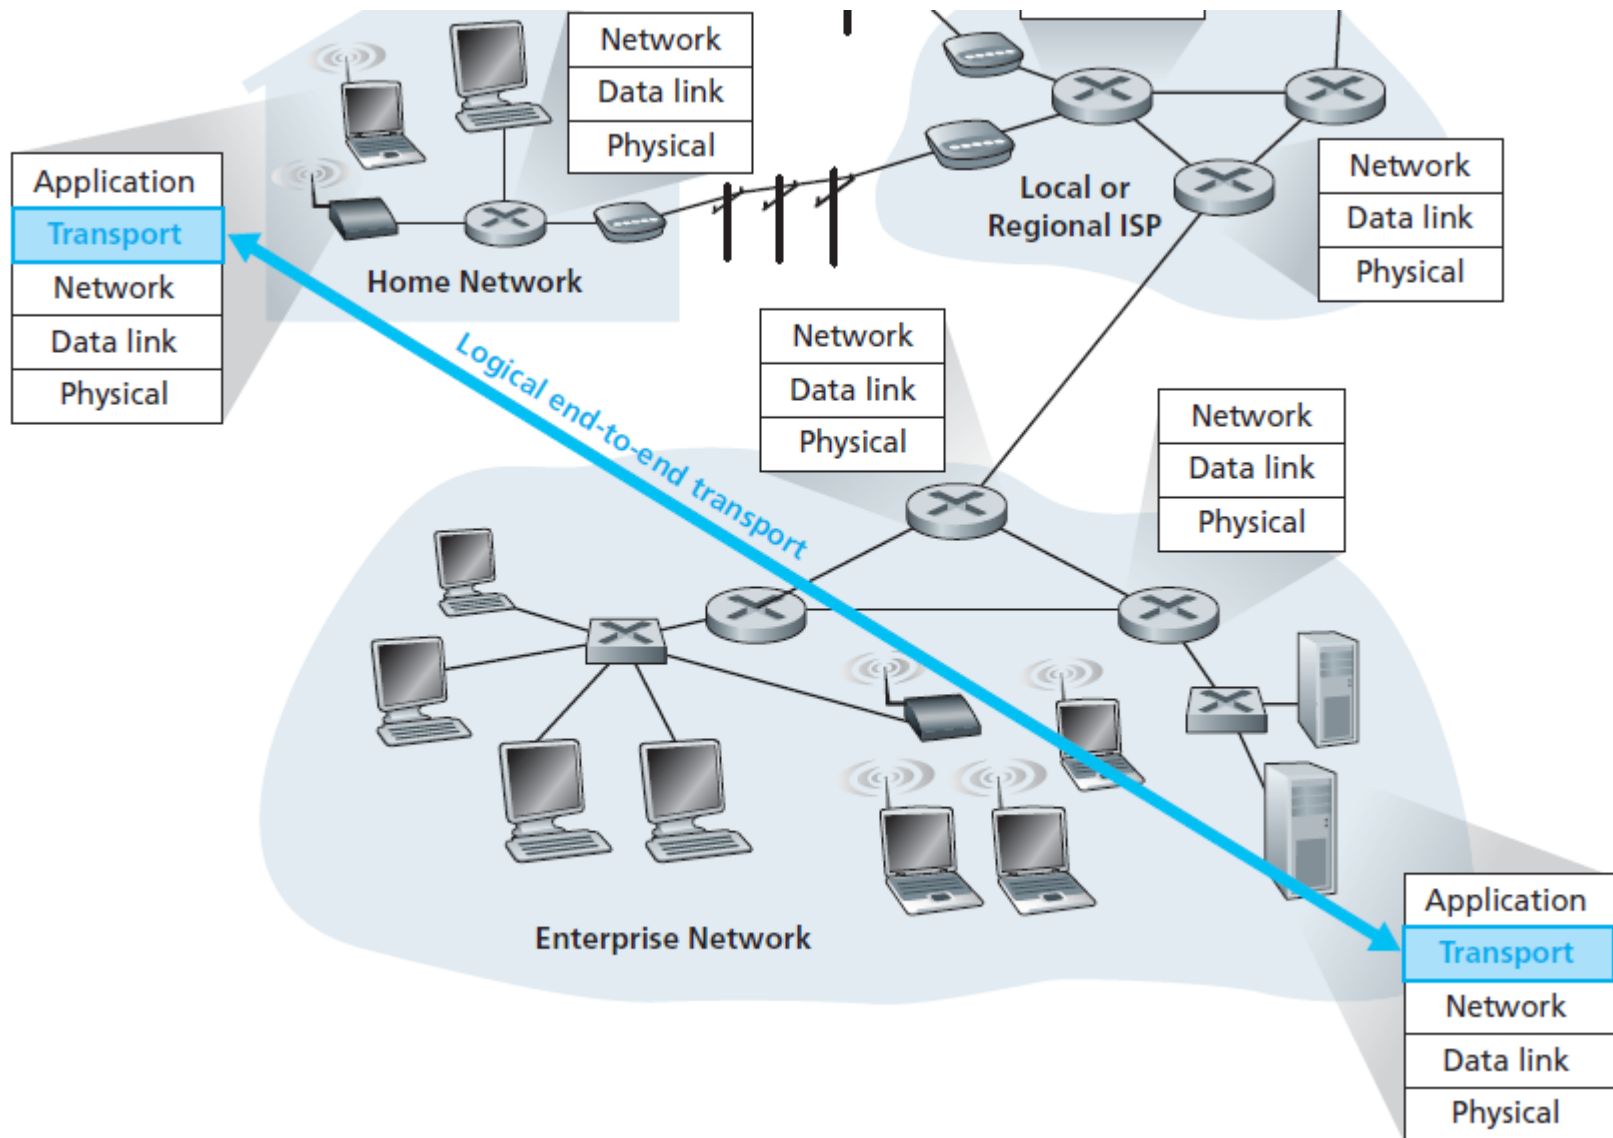 Network
Data link
Physical
Application
Transport
Network
Data link
Physical
Home Network
Local or
Regional ISP
Network
Data link
Physical
Logical end-to-end transport
Network
Data link
Physical
Network
Data link
Physical
Enterprise Network
Application
Transport
Network
Data link
Physical